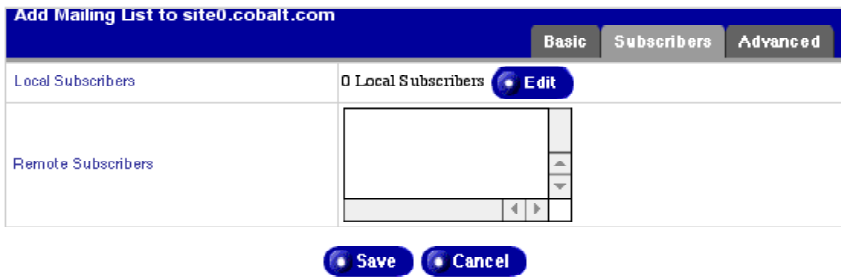 Add Mailing List to site0.cobalt.com
Basic Subscribers Advanced
Local Subscribers 0 Local Subscribers Edit
Remote Subscribers
Save Cancel